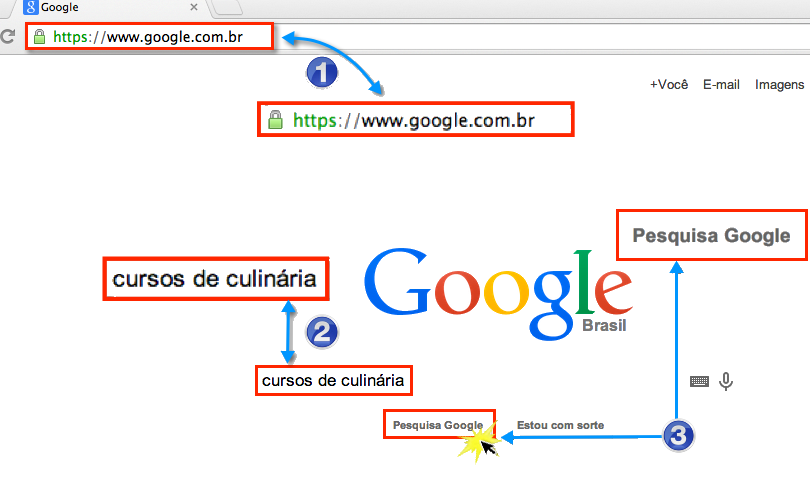 Google
https://www.google.com.br
1
+Você E-mail Imagens
https://www.google.com.br
Pesquisa Google
cursos de culinária
Google
Brasil
2
cursos de culinária
Pesquisa Google Estou com sorte
3